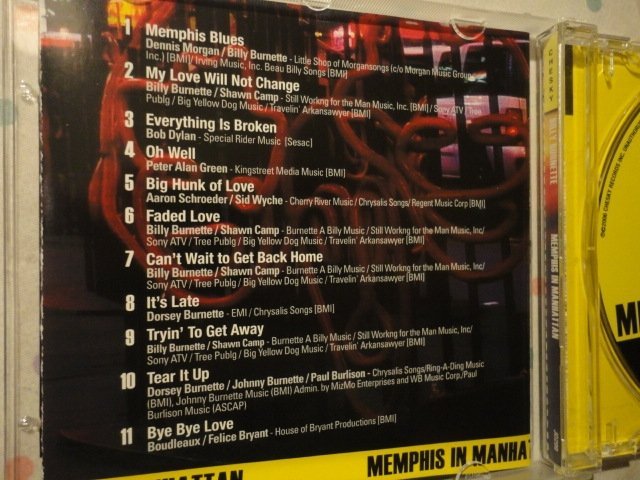 1 Memphis Blues
Dennis Morgan / Billy Burnette - Little Shop of Morgansongs (c/o Morgan Music Group
Inc.) [BMI]/ Irving Music, Inc. Beau Billy Songs [BMI]
2 My Love Will Not Change
Billy Burnette / Shawn Camp - Still Workng for the Man Music, Inc. [BMI] / Sony ATV / Tree
Publg / Big Yellow Dog Music / Travelin' Arkansawyer [BMI]
3 Everything Is Broken
Bob Dylan - Special Rider Music [Sesac]
4 Oh Well
Peter Alan Green - Kingstreet Media Music [BMI]
5 Big Hunk of Love
Aaron Schroeder / Sid Wyche - Cherry River Music / Chrysalis Songs/ Regent Music Corp [BMI]
6 Faded Love
Billy Burnette / Shawn Camp - Burnette A Billy Music / Still Workng for the Man Music, Inc/
Sony ATV / Tree Publg / Big Yellow Dog Music / Travelin' Arkansawyer [BMI]
7 Can't Wait to Get Back Home
Billy Burnette / Shawn Camp - Burnette A Billy Music / Still Workng for the Man Music, Inc/
Sony ATV / Tree Publg / Big Yellow Dog Music / Travelin' Arkansawyer [BMI]
8 It's Late
Dorsey Burnette - EMI / Chrysalis Songs [BMI]
9 Tryin' To Get Away
Billy Burnette / Shawn Camp - Burnette A Billy Music / Still Workng for the Man Music, Inc/
Sony ATV / Tree Publg / Big Yellow Dog Music / Travelin' Arkansawyer [BMI]
10 Tear It Up
Dorsey Burnette / Johnny Burnette / Paul Burlison - Chrysalis Songs/Ring-A-Ding Music
(BMI), Johnny Burnette Music (BMI) Admin. by MizMo Enterprises and WB Music Corp./Paul
Burlison Music (ASCAP)
11 Bye Bye Love
Boudleaux / Felice Bryant - House of Bryant Productions [BMI]
HATTAN MEMPHIS IN MANHAT
CHESKY
BURNETTE
MEMPHIS IN MANHATTAN
CHESKY RECORDS INC.
ME